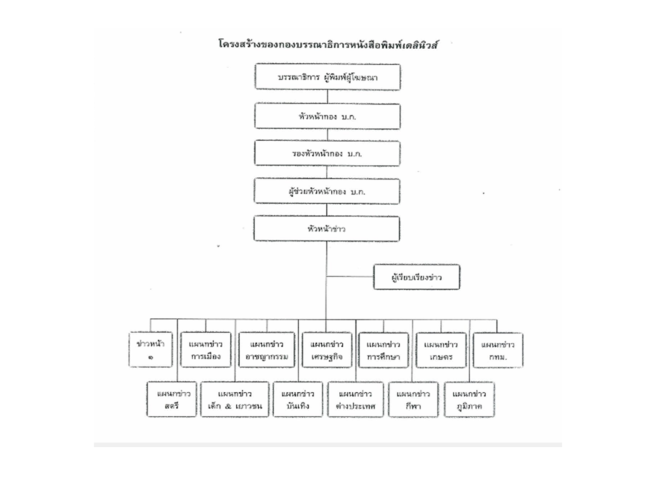 โครงสร้างของกองบรรณาธิการหนังสือพิมพ์เดลินิวส์
บรรณาธิการ ผู้พิมพ์ผู้โฆษณา
หัวหน้ากอง บ.ก.
รองหัวหน้ากอง บ.ก.
ผู้ช่วยหัวหน้ากอง บ.ก.
หัวหน้าข่าว
ผู้เรียบเรียงข่าว
ข่าวหน้า
๑
แผนกข่าว
การเมือง
แผนกข่าว
อาชญากรรม
แผนกข่าว
เศรษฐกิจ
แผนกข่าว
การศึกษา
แผนกข่าว
เกษตร
แผนกข่าว
กทม.
แผนกข่าว
สตรี
แผนกข่าว
เด็ก & เยาวชน
แผนกข่าว
บันเทิง
แผนกข่าว
ต่างประเทศ
แผนกข่าว
กีฬา
แผนกข่าว
ภูมิภาค